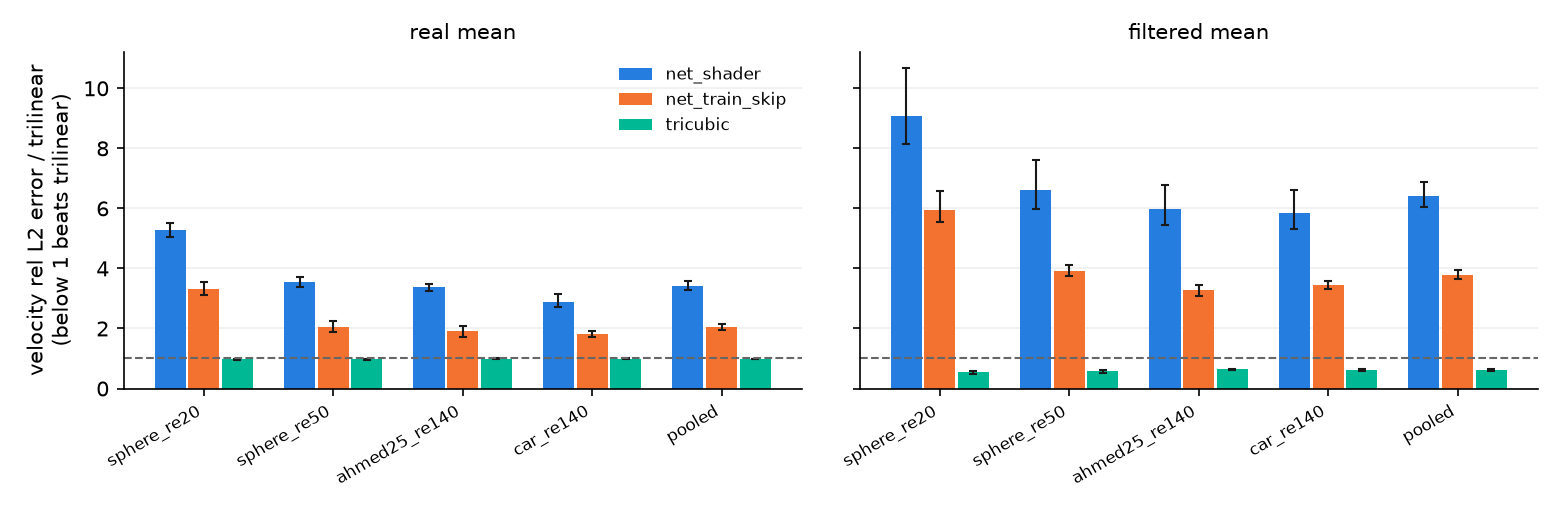 real mean
filtered mean
velocity rel L2 error / trilinear
(below 1 beats trilinear)
10
8
6
4
2
0
net_shader
net_train_skip
tricubic
sphere_re20
sphere_re50
ahmed25_re140
car_re140
pooled
sphere_re20
sphere_re50
ahmed25_re140
car_re140
pooled